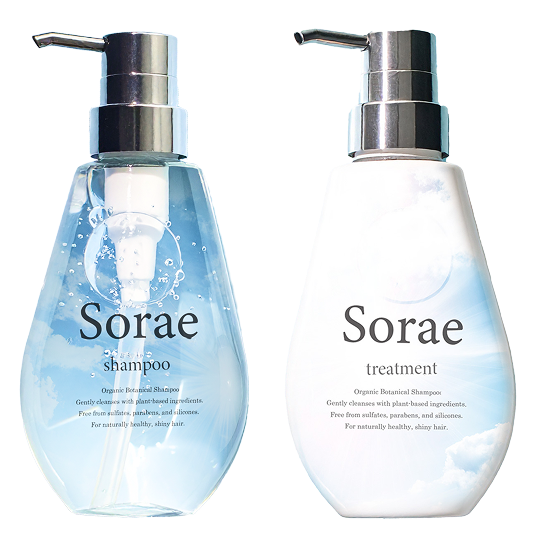 Sorae
shampoo
Organic Botanical Shampoo
Gently cleanses with plant-based ingredients.
Free from sulfates, parabens, and silicones.
For naturally healthy, shiny hair.
Sorae
treatment
Organic Botanical Shampoo
Gently cleanses with plant-based ingredients.
Free from sulfates, parabens, and silicones.
For naturally healthy, shiny hair.